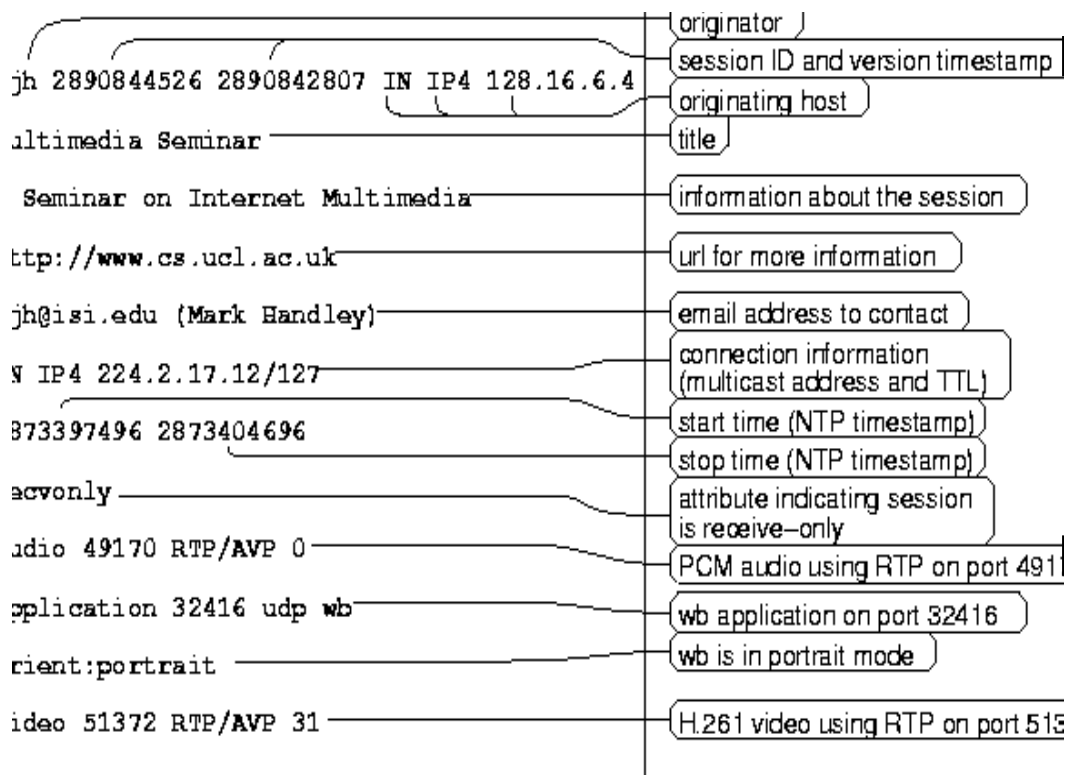 originator
session ID and version timestamp
jh 2890844526 2890842807 IN IP4 128.16.6.4
originating host
ultimedia Seminar
title
Seminar on Internet Multimedia
information about the session
ttp://www.cs.ucl.ac.uk
url for more information
jh@isi.edu (Mark Handley)
email address to contact
N IP4 224.2.17.12/127
connection information
(multicast address and TTL)
873397496 2873404696
start time (NTP timestamp)
stop time (NTP timestamp)
ecvonly
attribute indicating session
is receive-only
udio 49170 RTP/AVP 0
PCM audio using RTP on port 491
pplication 32416 udp wb
wb application on port 32416
rient:portrait
wb is in portrait mode
ideo 51372 RTP/AVP 31
H.261 video using RTP on port 513